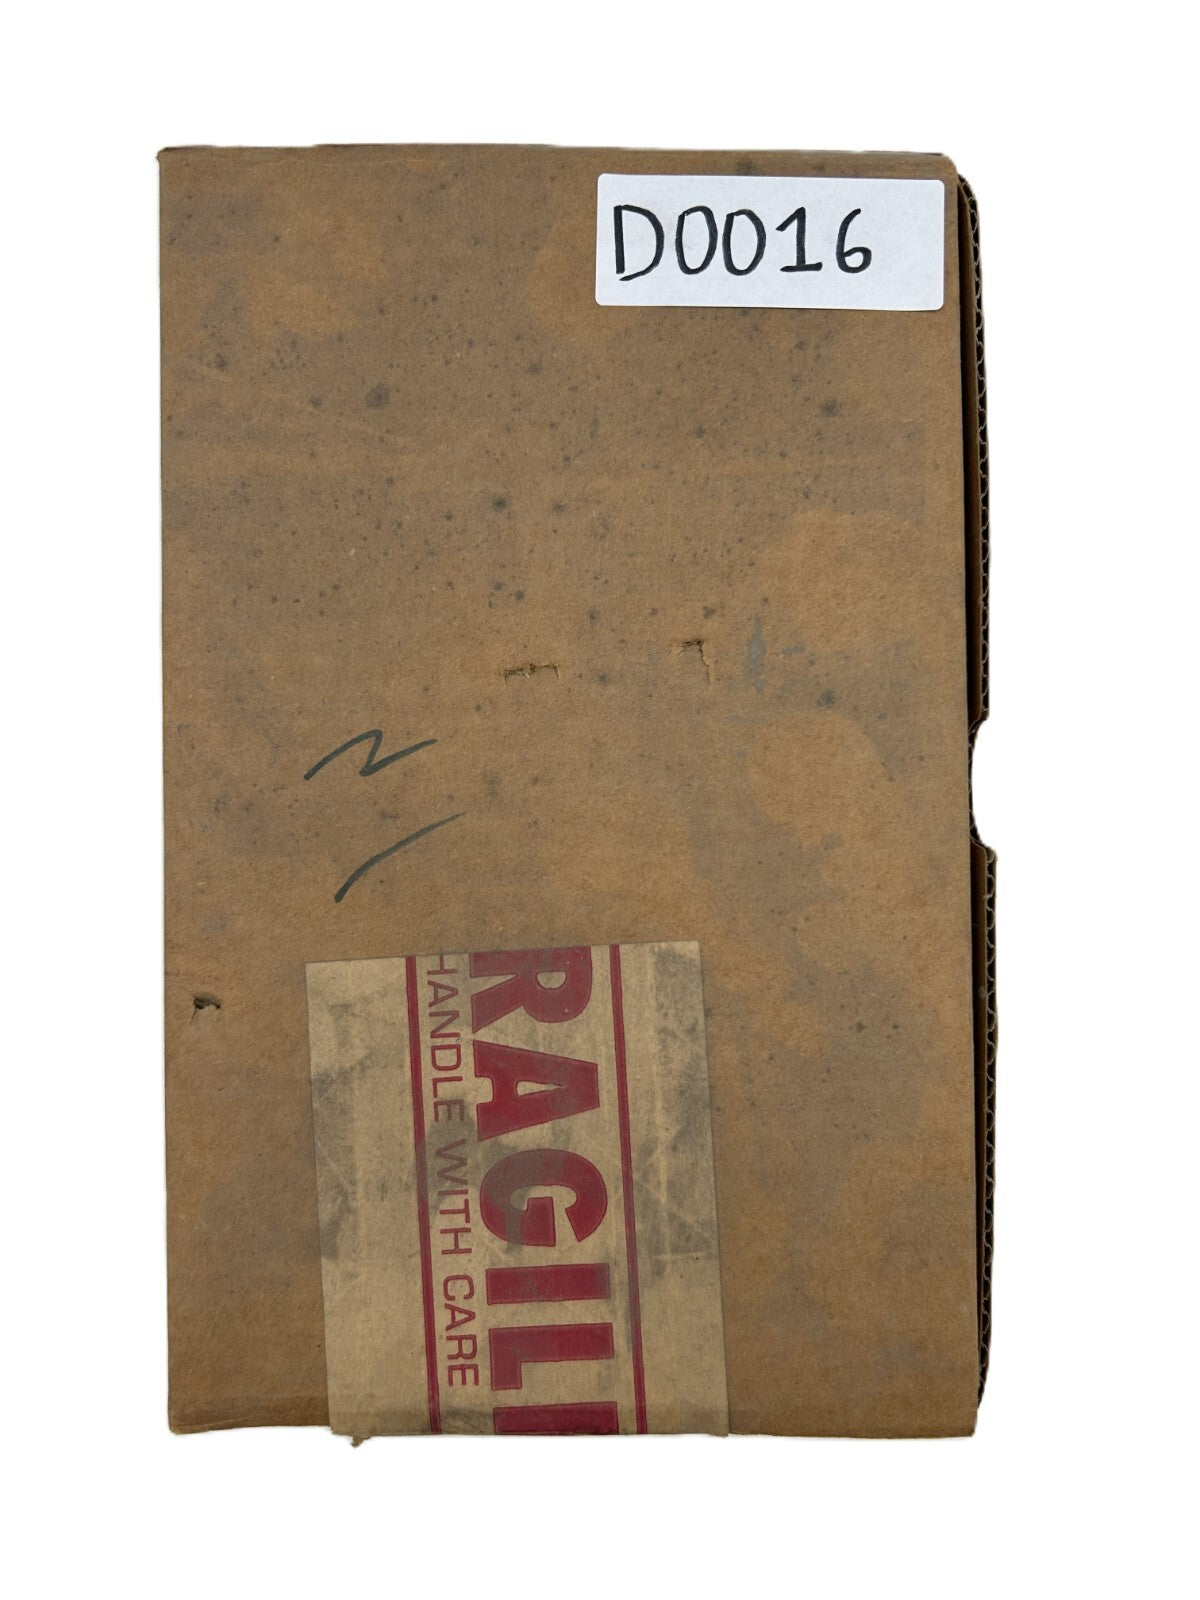 D0016
RAGIL
HANDLE WITH CARE